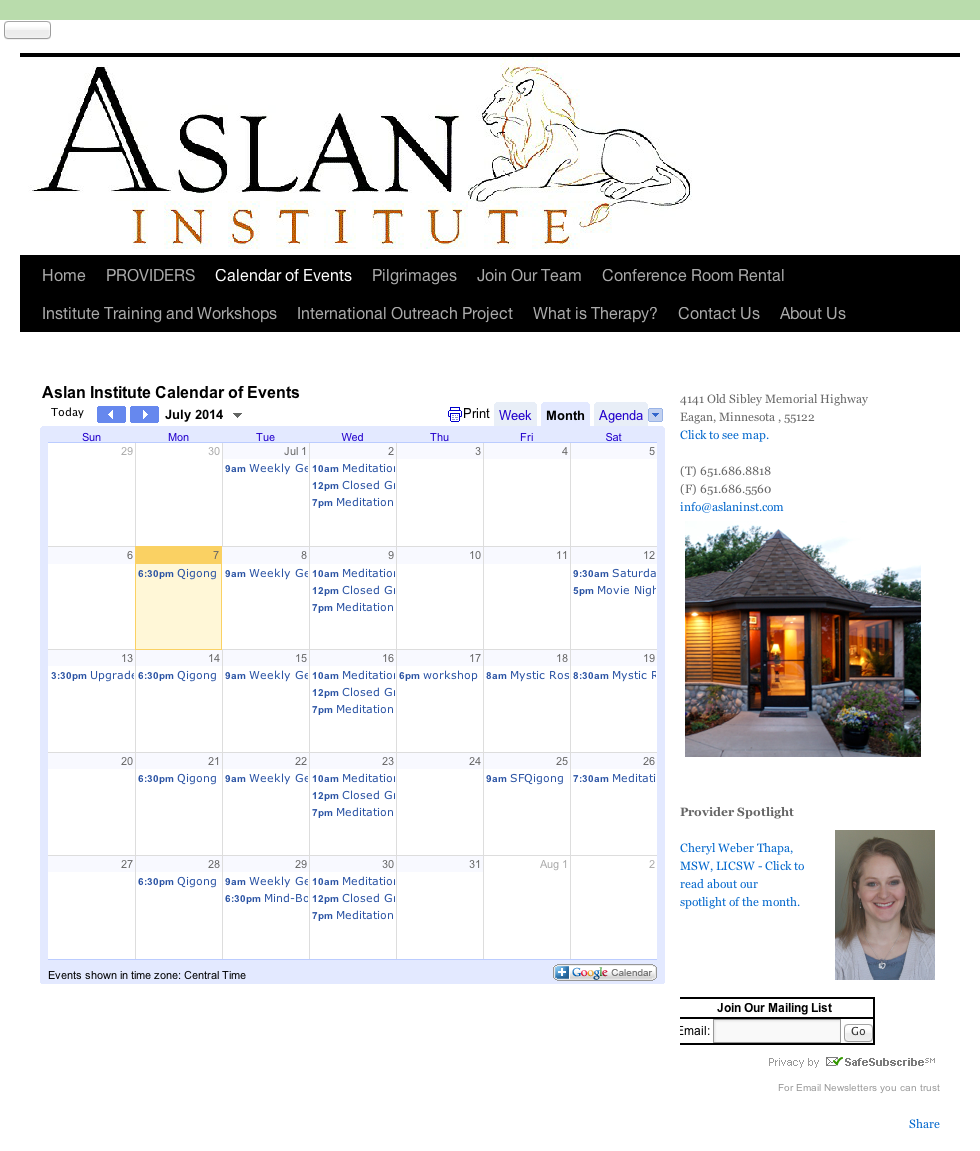 ASLAN
INSTITUTE
Home PROVIDERS Calendar of Events Pilgrimages Join Our Team Conference Room Rental
Institute Training and Workshops International Outreach Project What is Therapy? Contact Us About Us
Aslan Institute Calendar of Events
Today July 2014 Print Week Month Agenda
Sun Mon Tue Wed Thu Fri Sat
29 30 Jul 1 2 3 4 5
9am Weekly Ge 10am Meditation
12pm Closed Gr
7pm Meditation
6 7 8 9 10 11 12
6:30pm Qigong 9am Weekly Ge 10am Meditation 9:30am Saturda
12pm Closed Gr 5pm Movie Nigh
7pm Meditation
13 14 15 16 17 18 19
3:30pm Upgrade 6:30pm Qigong 9am Weekly Ge 10am Meditation 6pm workshop 8am Mystic Ros 8:30am Mystic R
12pm Closed Gr
7pm Meditation
20 21 22 23 24 25 26
6:30pm Qigong 9am Weekly Ge 10am Meditation 9am SFQigong 7:30am Meditati
12pm Closed Gr
7pm Meditation
27 28 29 30 31 Aug 1 2
6:30pm Qigong 9am Weekly Ge 10am Meditation
6:30pm Mind-Bo 12pm Closed Gr
7pm Meditation
Events shown in time zone: Central Time
Google Calendar
4141 Old Sibley Memorial Highway
Eagan, Minnesota , 55122
Click to see map.
(T) 651.686.8818
(F) 651.686.5560
info@aslaninst.com
Provider Spotlight
Cheryl Weber Thapa,
MSW, LICSW - Click to
read about our
spotlight of the month.
Join Our Mailing List
Email: Go
Privacy by SafeSubscribe℠
For Email Newsletters you can trust
Share